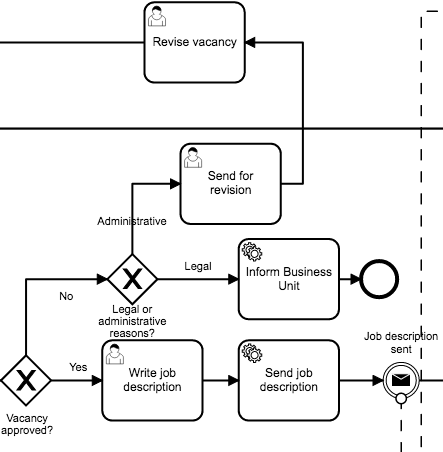 Revise vacancy
Send for
revision
Administrative
Legal
Inform Business
Unit
No
Legal or
administrative
reasons?
Job description
sent
Yes
Write job
description
Send job
description
Vacancy
approved?